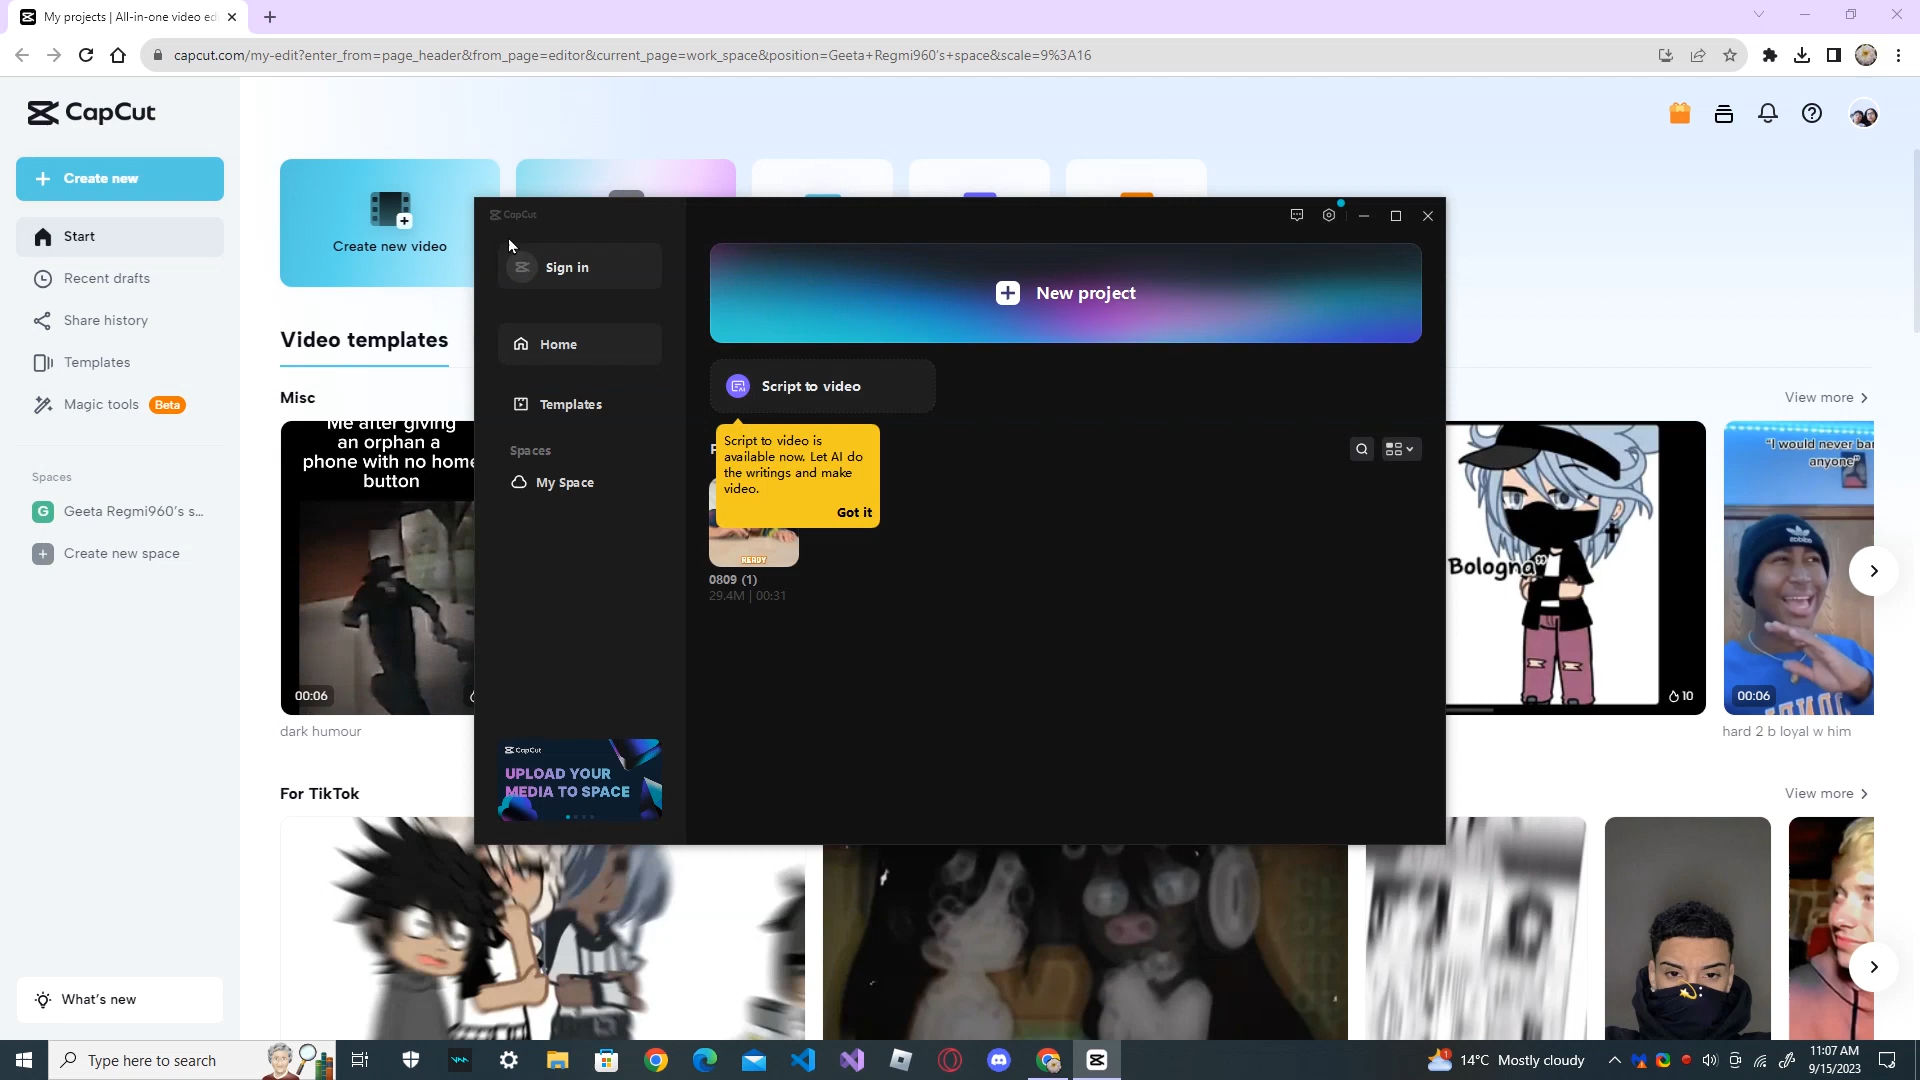 My projects | All-in-one video ed
capcut.com/my-edit?enter_from=page_header&from_page=editor&current_page=work_space&position=Geeta+Regmi960's+space&scale=9%3A16
CapCut
Create new
Start
Recent drafts
Share history
Templates
Magic tools Beta
Spaces
G Geeta Regmi960's s...
Create new space
What's new
Create new video
Video templates
Misc
View more
Me after giving
an orphan a
phone with no home
button
00:06
dark humour
Bologna"
10
"I would never
anyone"
00:06
hard 2 b loyal w him
For TikTok
View more
CapCut
Sign in
Home
Templates
Spaces
My Space
CapCut
UPLOAD YOUR
MEDIA TO SPACE
New project
Script to video
Script to video is
available now. Let AI do
the writings and make
video.
Got it
READY
0809 (1)
29.4M | 00:31
Type here to search
1
14°C Mostly cloudy
11:07 AM
9/15/2023